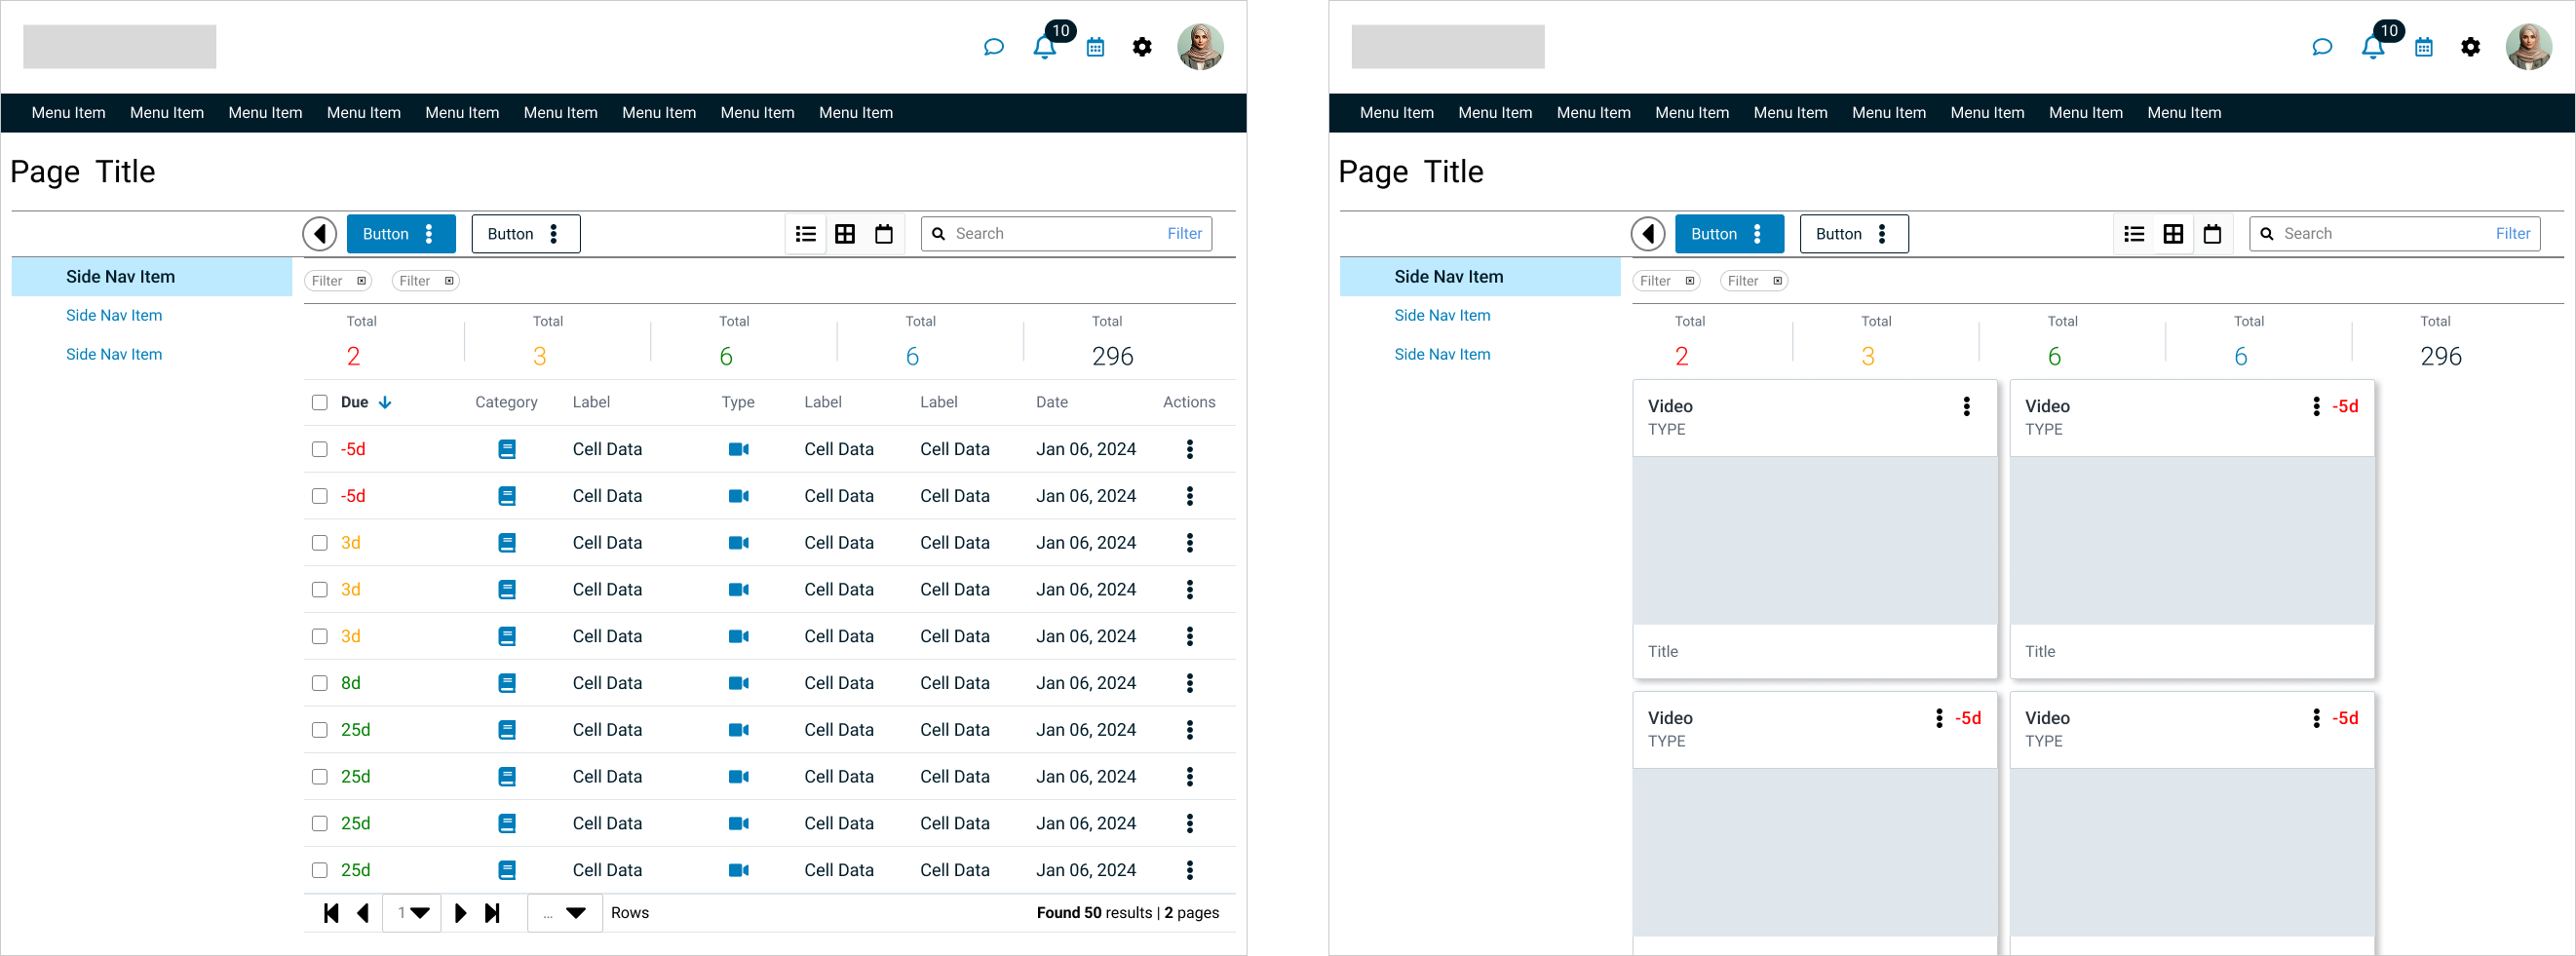 10
Menu Item Menu Item Menu Item Menu Item Menu Item Menu Item Menu Item Menu Item Menu Item
Page Title
Button Button Search Filter
Side Nav Item
Side Nav Item
Side Nav Item
Filter Filter
Total Total Total Total Total
2 3 6 6 296
Due Category Label Type Label Label Date Actions
-5d Cell Data Cell Data Cell Data Jan 06, 2024
-5d Cell Data Cell Data Cell Data Jan 06, 2024
3d Cell Data Cell Data Cell Data Jan 06, 2024
3d Cell Data Cell Data Cell Data Jan 06, 2024
3d Cell Data Cell Data Cell Data Jan 06, 2024
8d Cell Data Cell Data Cell Data Jan 06, 2024
25d Cell Data Cell Data Cell Data Jan 06, 2024
25d Cell Data Cell Data Cell Data Jan 06, 2024
25d Cell Data Cell Data Cell Data Jan 06, 2024
25d Cell Data Cell Data Cell Data Jan 06, 2024
1 ... Rows Found 50 results | 2 pages
10
Menu Item Menu Item Menu Item Menu Item Menu Item Menu Item Menu Item Menu Item Menu Item
Page Title
Button Button Search Filter
Side Nav Item
Side Nav Item
Side Nav Item
Filter Filter
Total Total Total Total Total
2 3 6 6 296
Video Video -5d
TYPE TYPE
Title Title
Video -5d Video -5d
TYPE TYPE